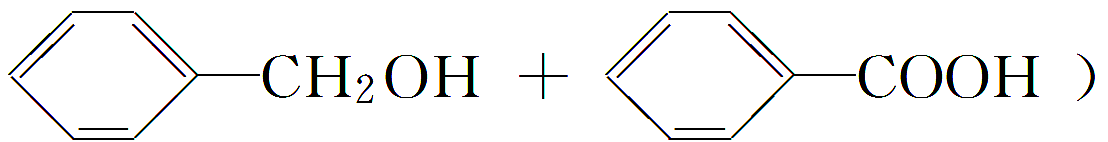 CH₂OH + COOH )